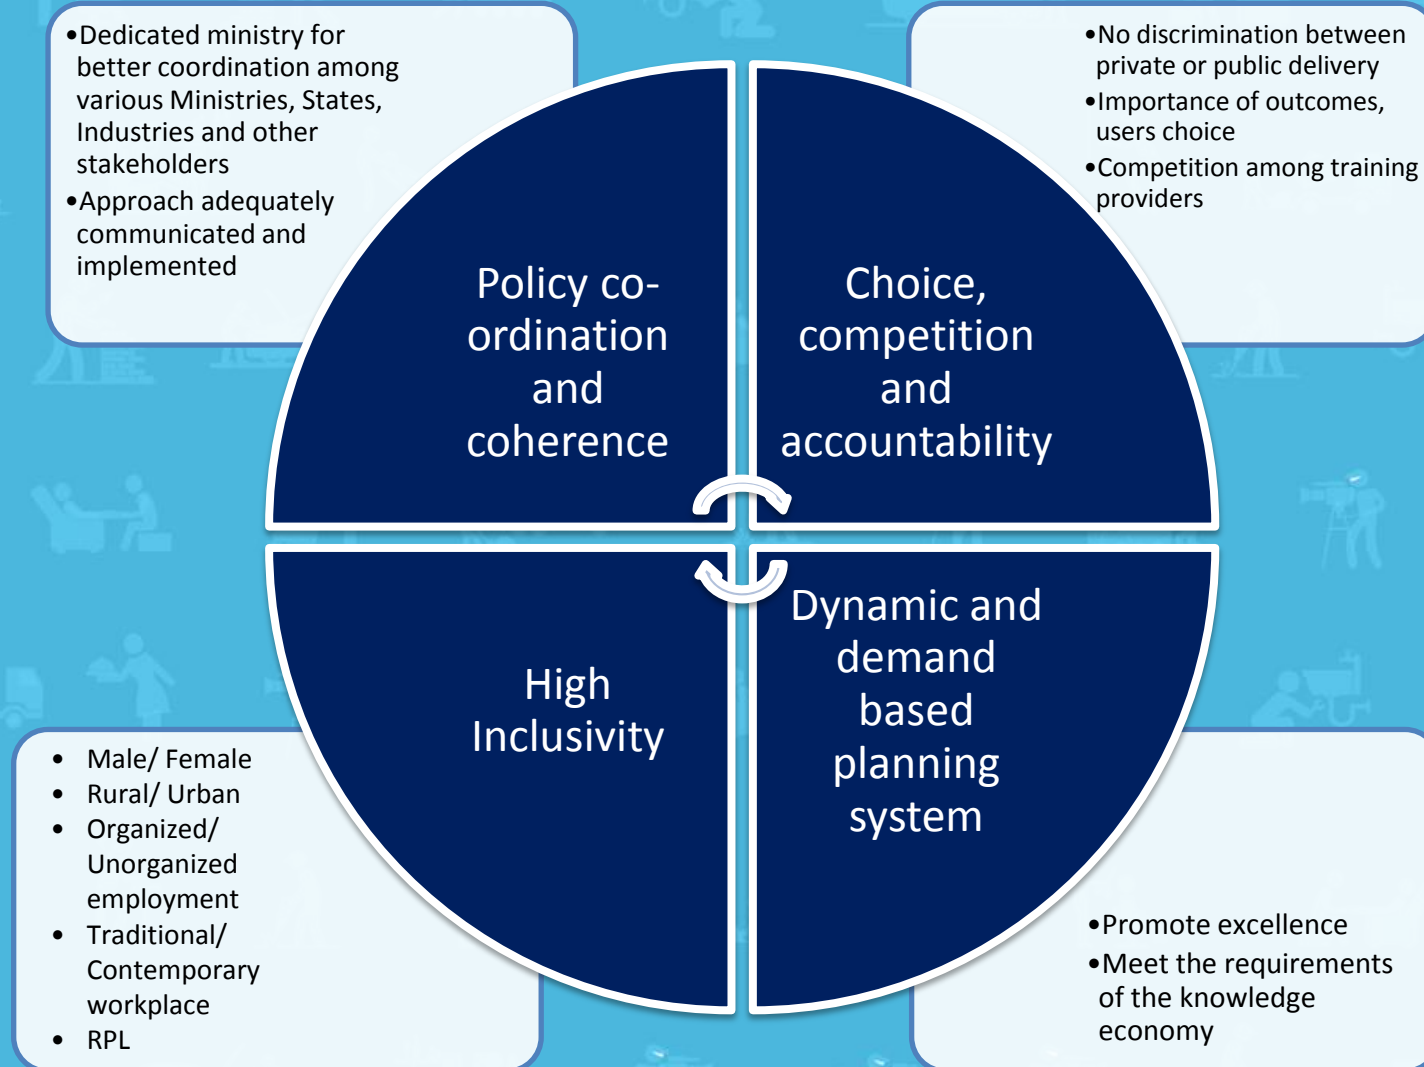 •Dedicated ministry for
better coordination among
various Ministries, States,
Industries and other
stakeholders
•Approach adequately
communicated and
implemented
•No discrimination between
private or public delivery
•Importance of outcomes,
users choice
•Competition among training
providers
Policy co-
ordination
and
coherence
Choice,
competition
and
accountability
High
Inclusivity
Dynamic and
demand
based
planning
system
• Male/ Female
• Rural/ Urban
• Organized/
Unorganized
employment
• Traditional/
Contemporary
workplace
• RPL
•Promote excellence
•Meet the requirements
of the knowledge
economy